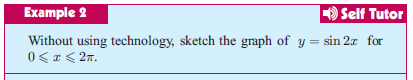 Example 2
Self Tutor
Without using technology, sketch the graph of y = sin 2x for
0 ⩽ x ⩽ 2π.